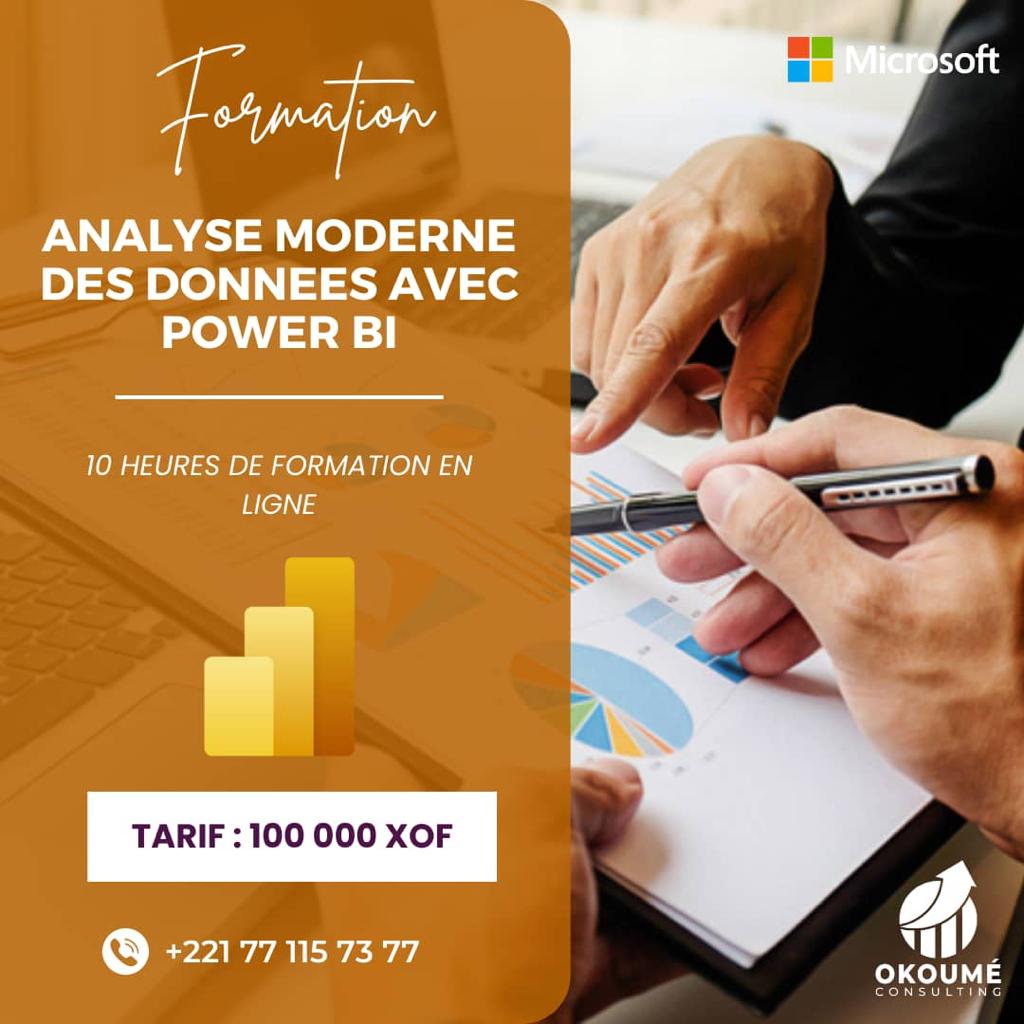 Formation
Microsoft
ANALYSE MODERNE
DES DONNEES AVEC
POWER BI
10 HEURES DE FORMATION EN
LIGNE
TARIF : 100 000 XOF
+221 77 115 73 77
OKOUMÉ
CONSULTING